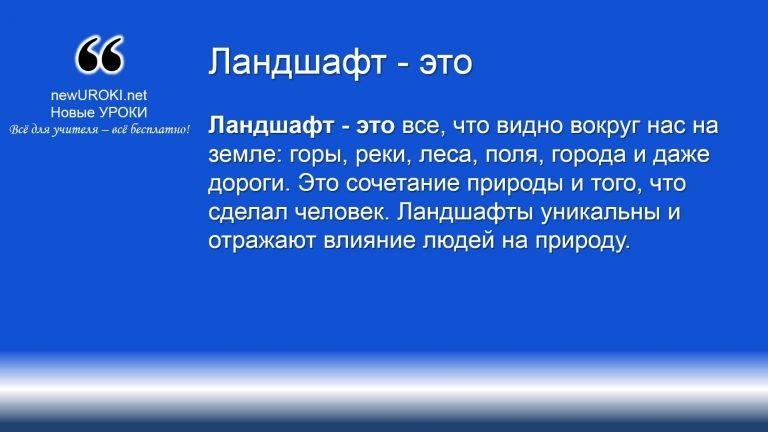 ❝
newUROKI.net
Новые УРОКИ
Всё для учителя – всё бесплатно!
Ландшафт - это
Ландшафт - это все, что видно вокруг нас на
земле: горы, реки, леса, поля, города и даже
дороги. Это сочетание природы и того, что
сделал человек. Ландшафты уникальны и
отражают влияние людей на природу.